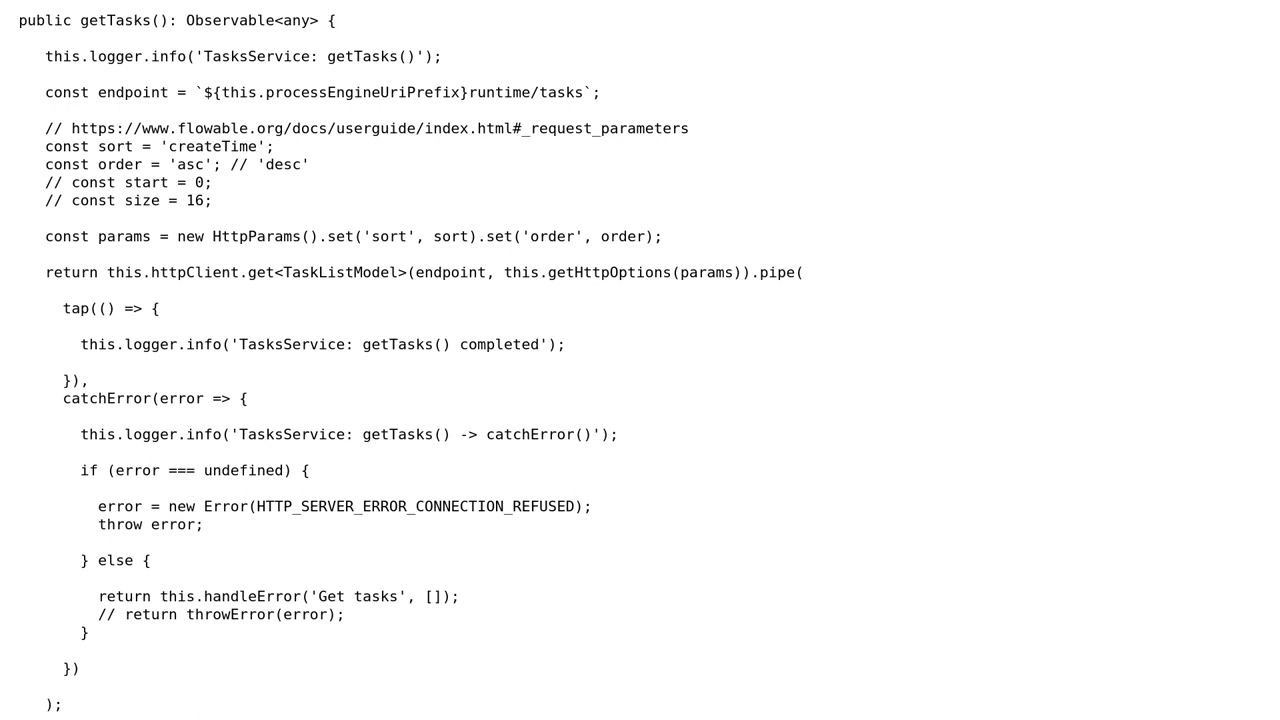 public getTasks(): Observable<any> {
this.logger.info('TasksService: getTasks()');
const endpoint = `${this.processEngineUriPrefix}runtime/tasks`;
// https://www.flowable.org/docs/userguide/index.html#_request_parameters
const sort = 'createTime';
const order = 'asc'; // 'desc'
// const start = 0;
// const size = 16;
const params = new HttpParams().set('sort', sort).set('order', order);
return this.httpClient.get<TaskListModel>(endpoint, this.getHttpOptions(params)).pipe(
tap(() => {
this.logger.info('TasksService: getTasks() completed');
}),
catchError(error => {
this.logger.info('TasksService: getTasks() -> catchError()');
if (error === undefined) {
error = new Error(HTTP_SERVER_ERROR_CONNECTION_REFUSED);
throw error;
} else {
return this.handleError('Get tasks', []);
// return throwError(error);
}
})
);